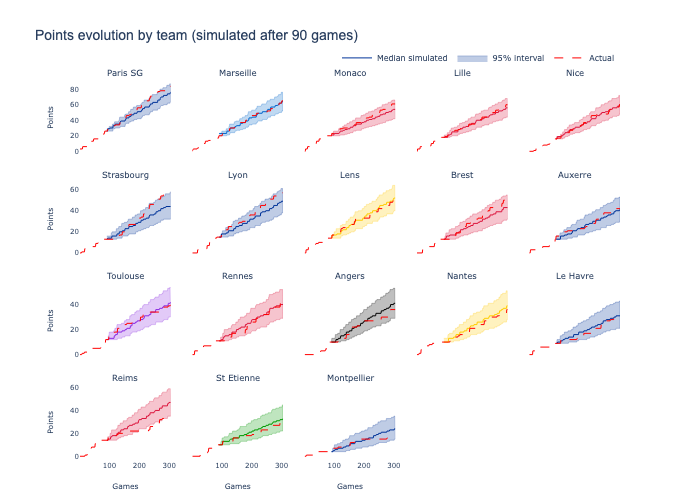 Points evolution by team (simulated after 90 games)
Median simulated 95% interval Actual
Paris SG Marseille Monaco Lille Nice
80
60
40
20
0
Points
Strasbourg Lyon Lens Brest Auxerre
60
40
20
0
Points
Toulouse Rennes Angers Nantes Le Havre
40
20
0
Points
Reims St Etienne Montpellier
60
40
20
0
Points
100 200 300 100 200 300 100 200 300
Games Games Games